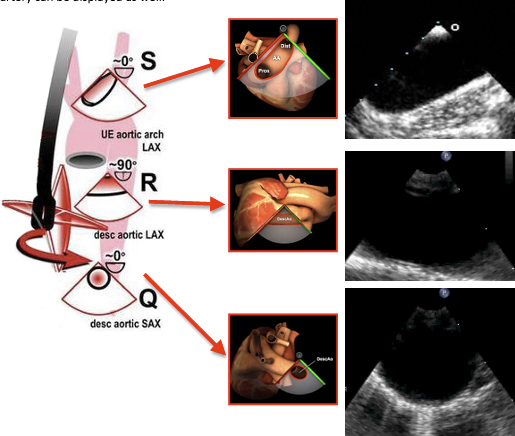 artery can be displayed as well.
~0° S
UE aortic arch
LAX
~90° R
desc aortic LAX
~0°
Q
desc aortic SAX
Dist
AA
Prox
DescAo
DescAo
P
P